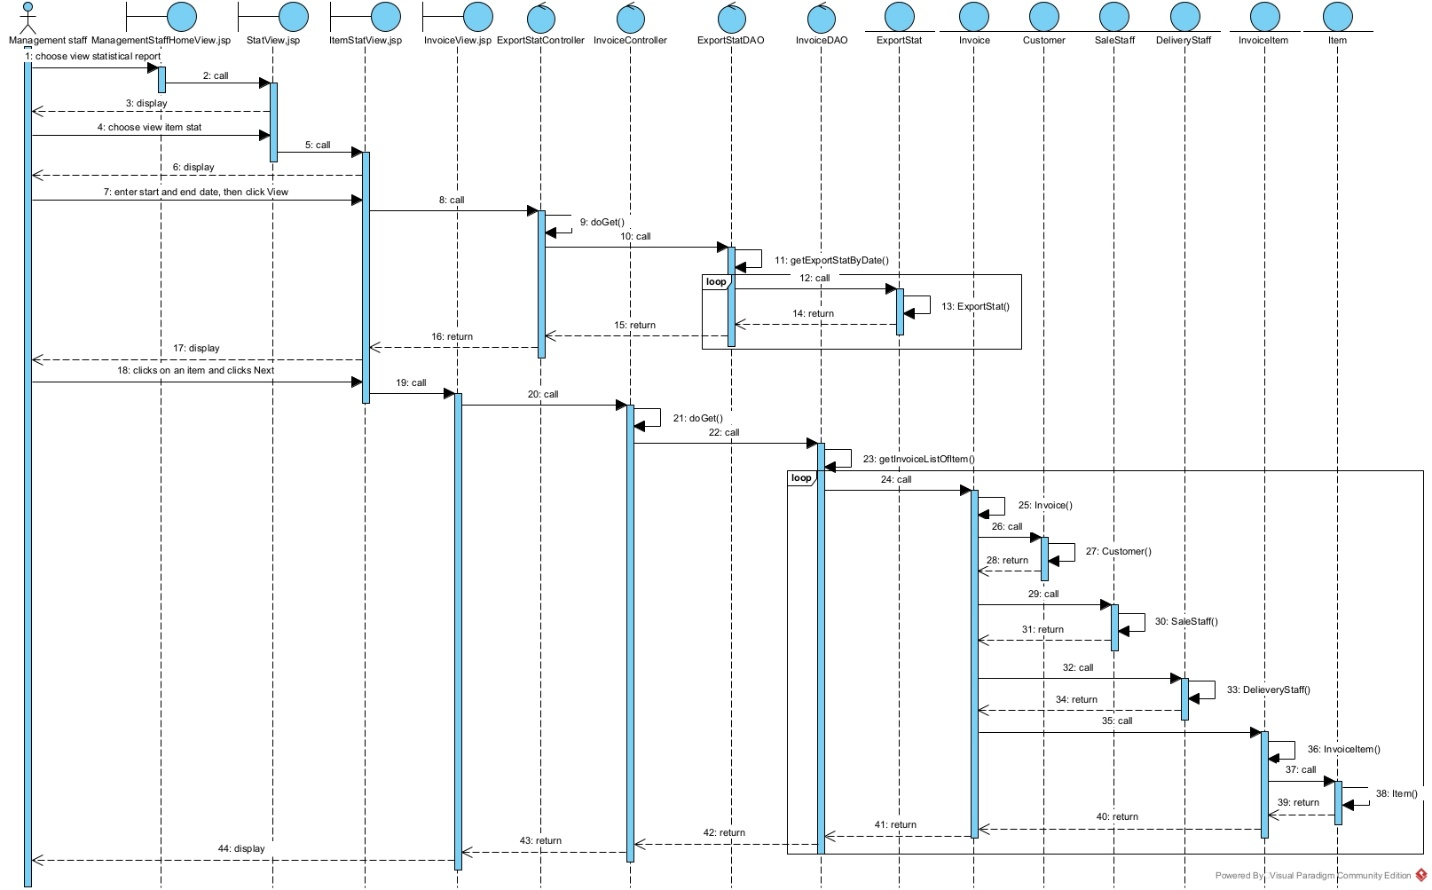 Management staff
ManagementStaffHomeView.jsp
StatView.jsp
ItemStatView.jsp
InvoiceView.jsp
ExportStatController
InvoiceController
ExportStatDAO
InvoiceDAO
ExportStat
Invoice
Customer
SaleStaff
DeliveryStaff
InvoiceItem
Item
1: choose view statistical report
2: call
3: display
4: choose view item stat
5: call
6: display
7: enter start and end date, then click View
8: call
9: doGet()
10: call
11: getExportStatByDate()
loop
12: call
13: ExportStat()
14: return
15: return
16: return
17: display
18: clicks on an item and clicks Next
19: call
20: call
21: doGet()
22: call
23: getInvoiceListOfItem()
loop
24: call
25: Invoice()
26: call
27: Customer()
28: return
29: call
30: SaleStaff()
31: return
32: call
33: DelieveryStaff()
34: return
35: call
36: InvoiceItem()
37: call
38: Item()
39: return
40: return
41: return
42: return
43: return
44: display
Powered By: Visual Paradigm Community Edition